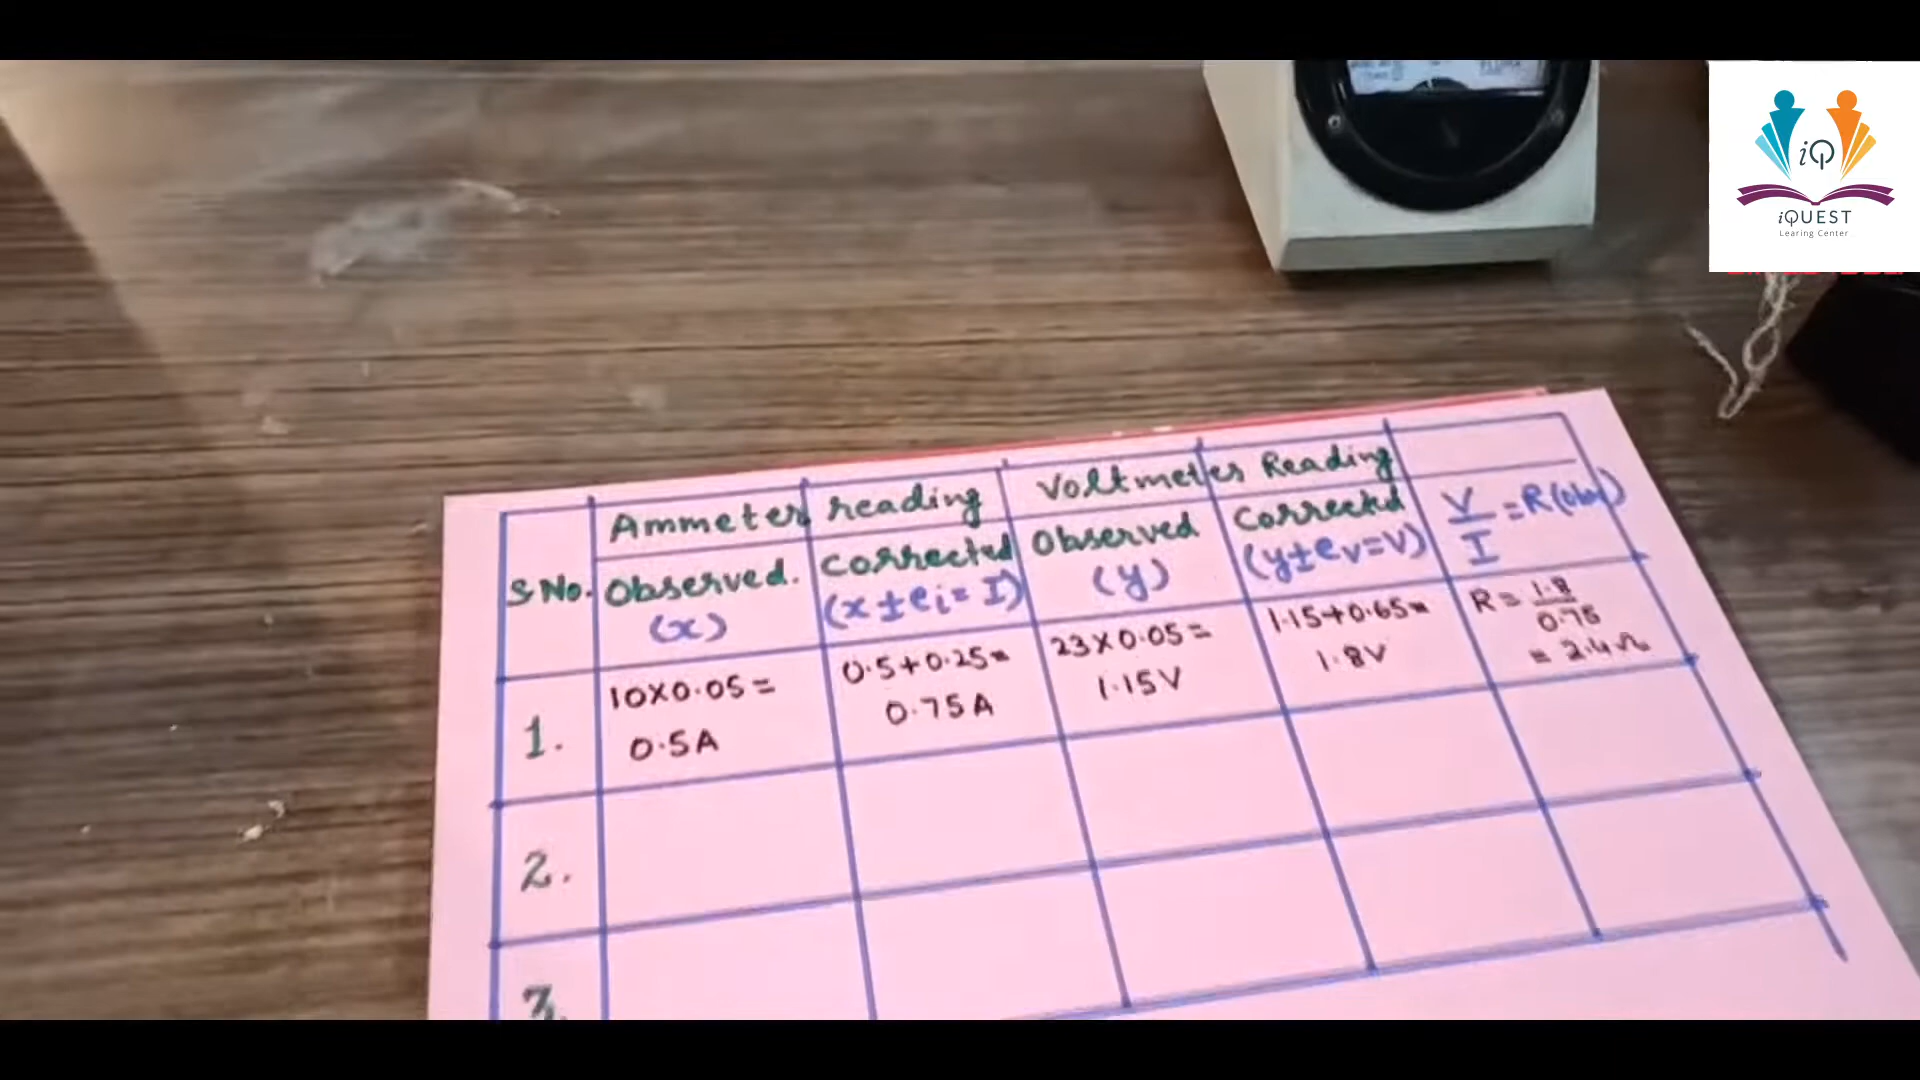 iQ
iQUEST
Learing Center
Ammeter reading
Voltmeter Reading
S No.
Observed.
(x)
Corrected
(x ± ei = I)
Observed
(y)
Corrected
(y ± ev = V)
V/I = R(obs)
1.
10×0.05=
0.5A
0.5+0.25=
0.75A
23×0.05=
1.15V
1.15+0.65=
1.8V
R = 1.8/0.75
= 2.4Ω
2.
3.